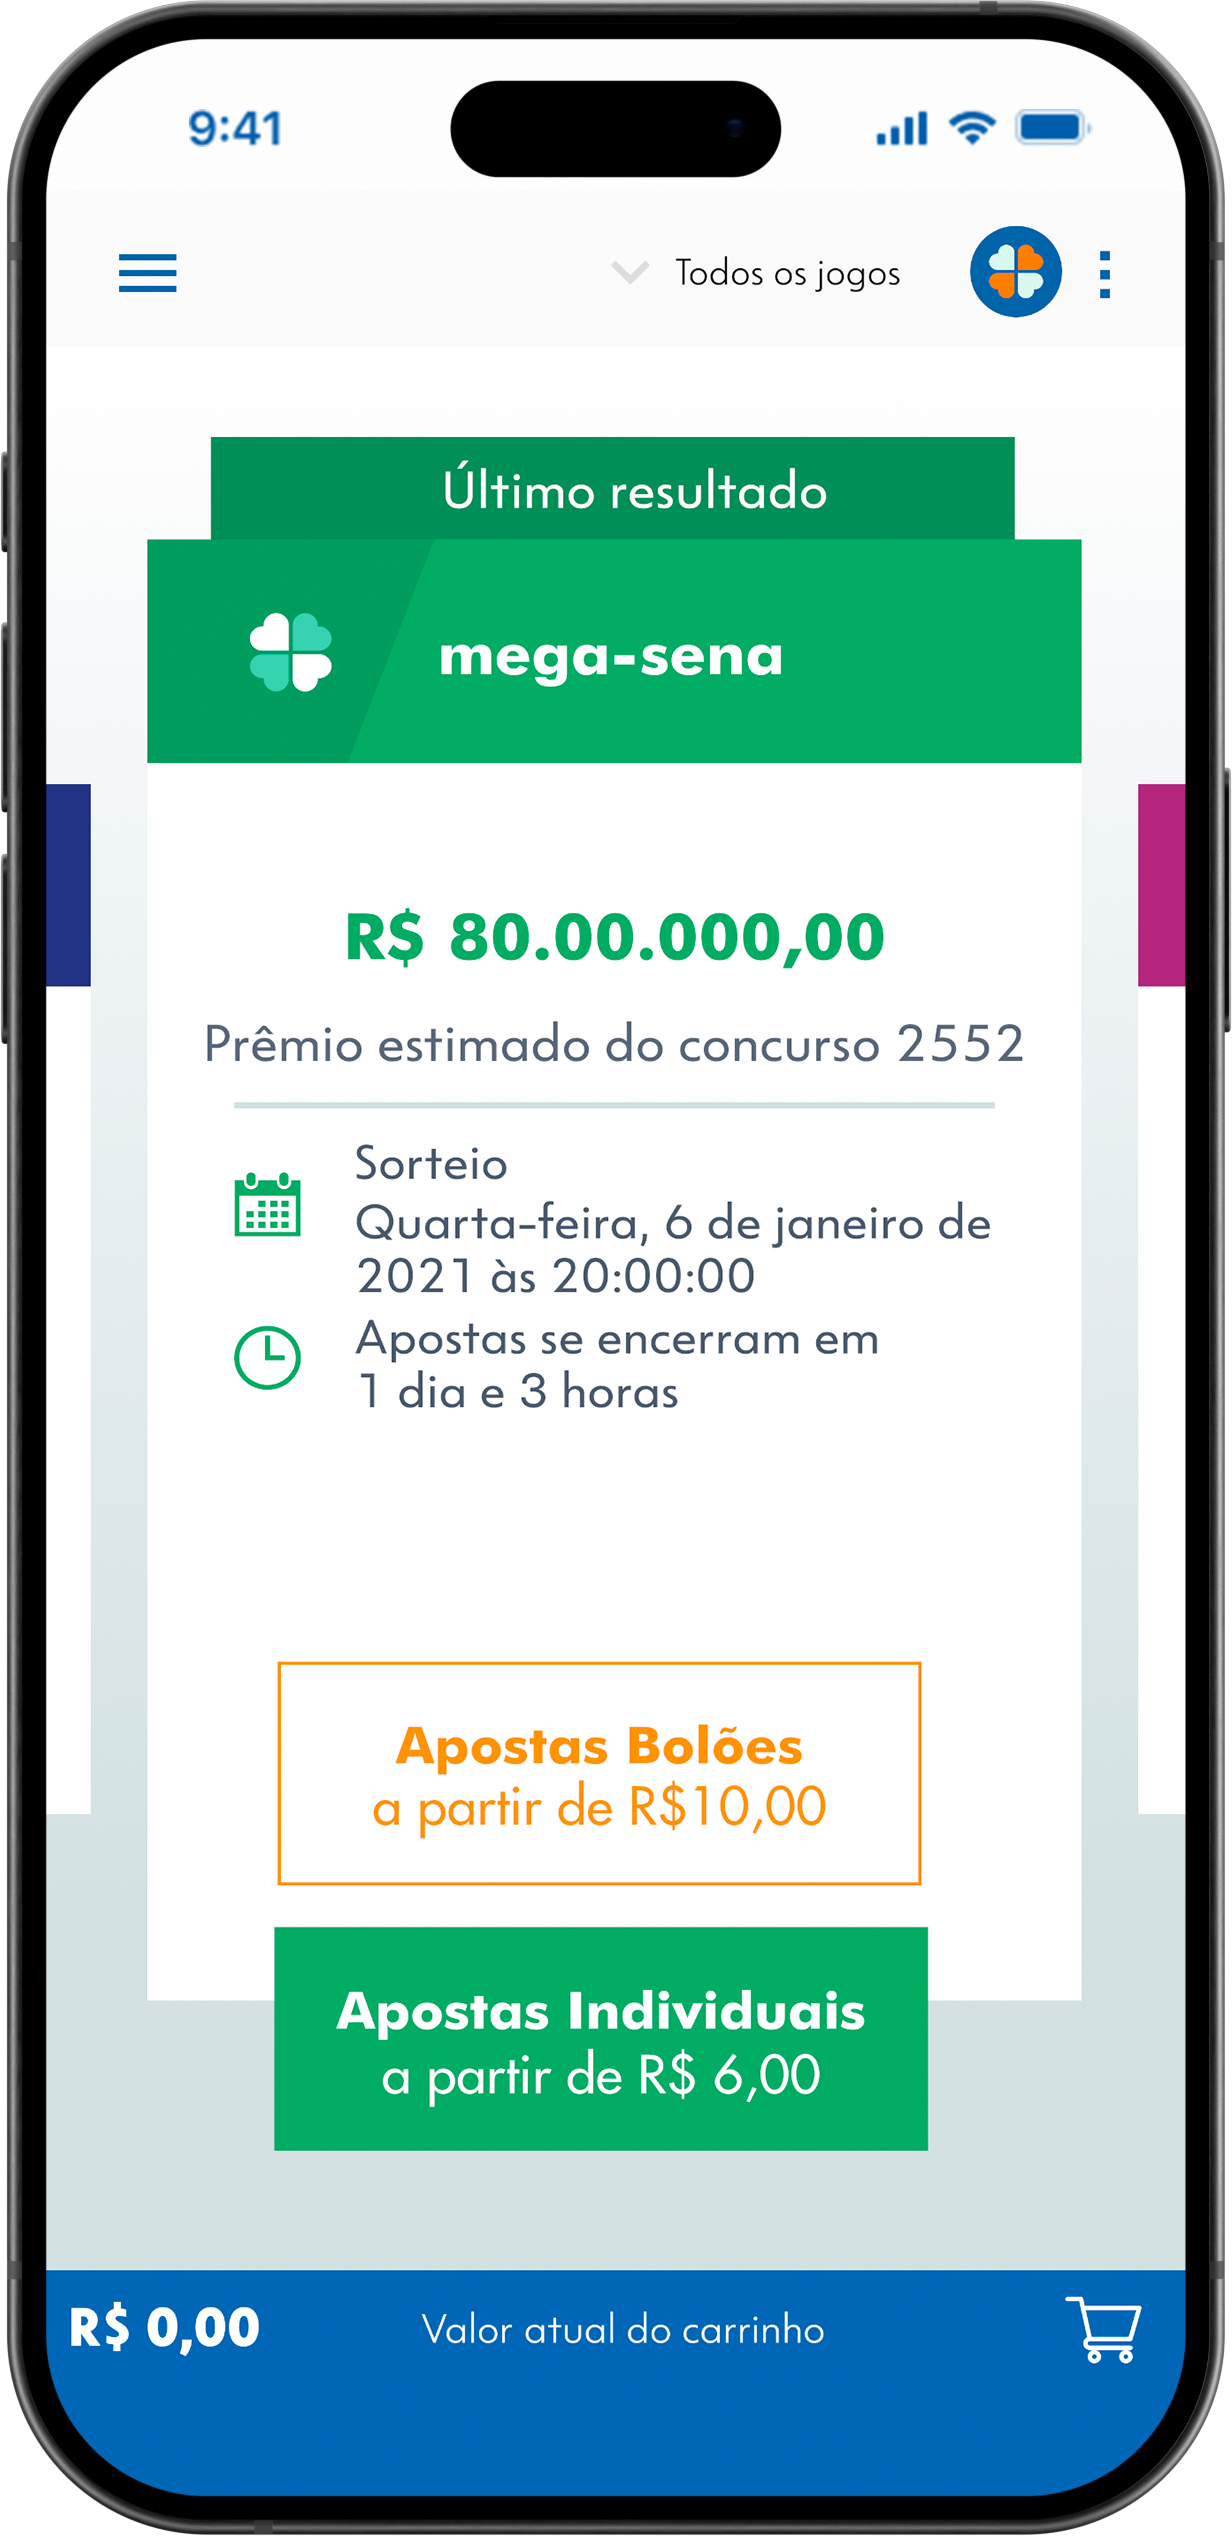 9:41
Todos os jogos
Último resultado
mega-sena
R$ 80.00.000,00
Prêmio estimado do concurso 2552
Sorteio
Quarta-feira, 6 de janeiro de
2021 às 20:00:00
Apostas se encerram em
1 dia e 3 horas
Apostas Bolões
a partir de R$10,00
Apostas Individuais
a partir de R$ 6,00
R$ 0,00 Valor atual do carrinho